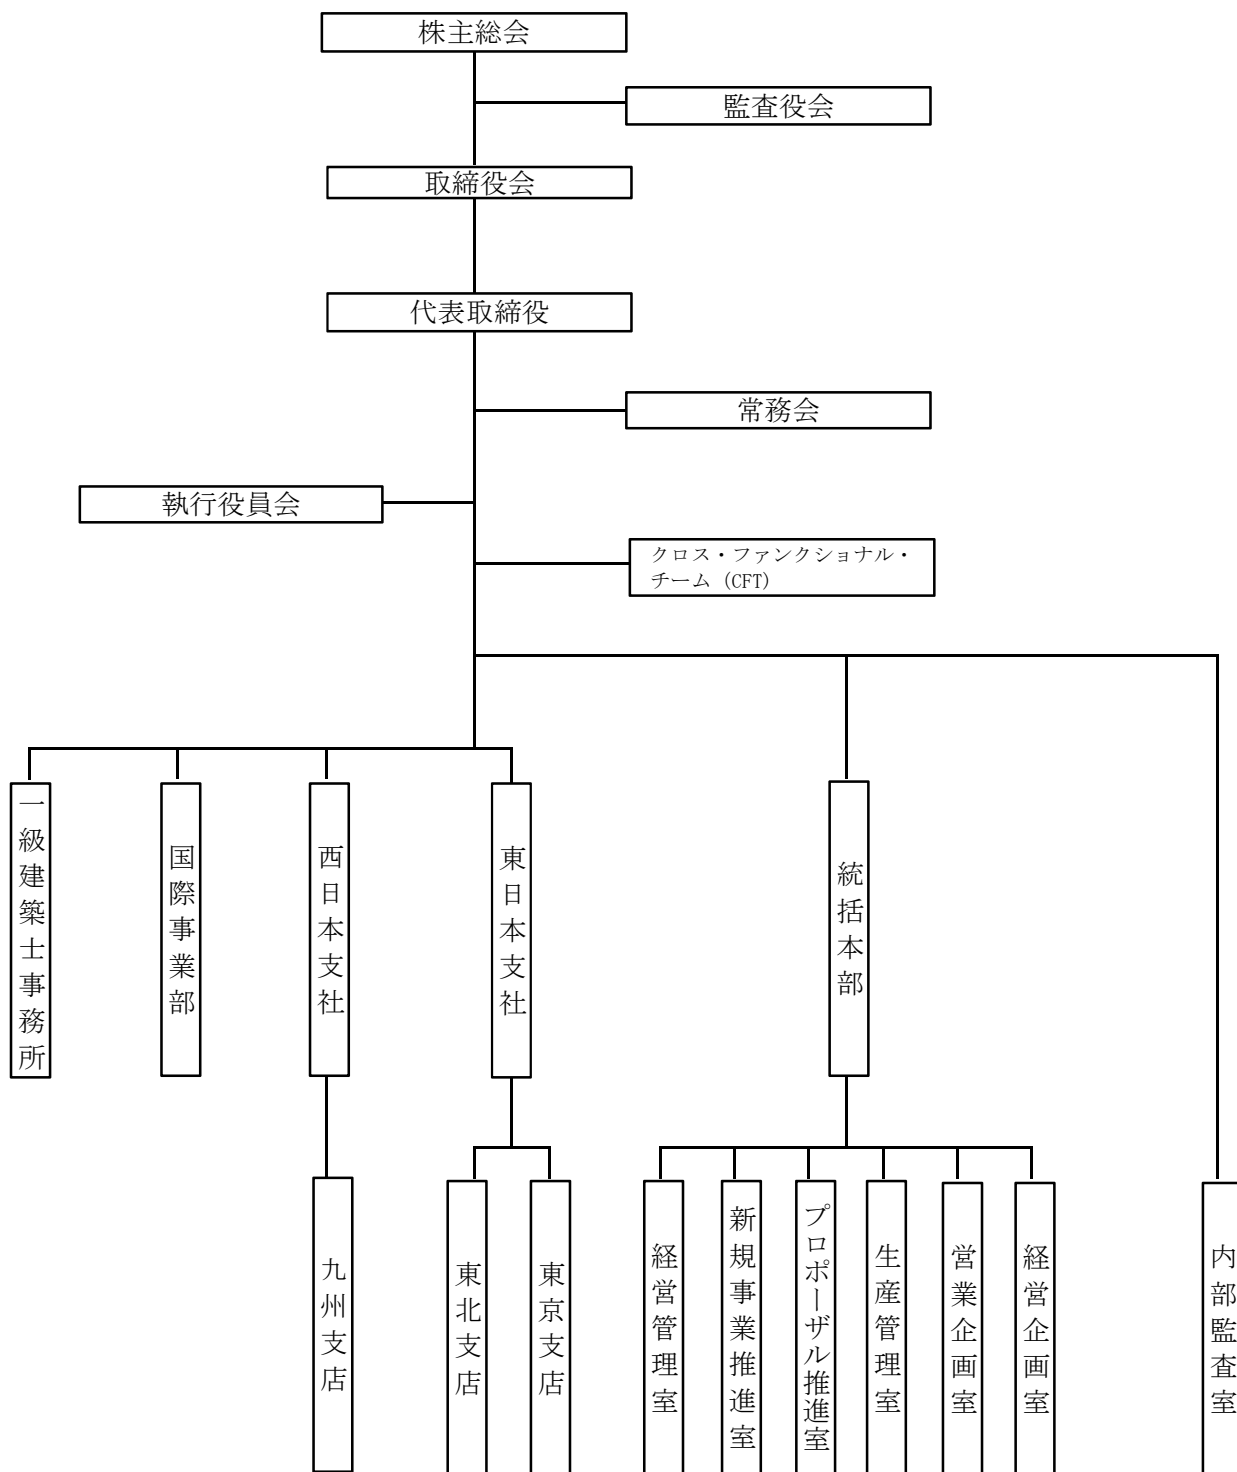 株主総会
監査役会
取締役会
代表取締役
常務会
執行役員会
クロス・ファンクショナル・
チーム (CFT)
一級建築士事務所
国際事業部
西日本支社
東日本支社
統括本部
九州支店
東北支店
東京支店
経営管理室
新規事業推進室
プロポーザル推進室
生産管理室
営業企画室
経営企画室
内部監査室